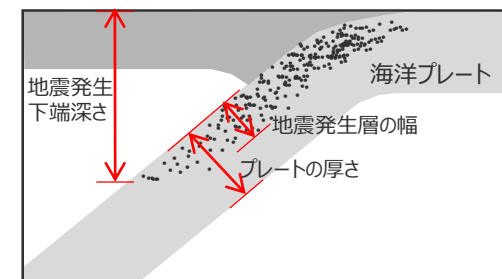 海洋プレート
地震発生
下端深さ
地震発生層の幅
プレートの厚さ